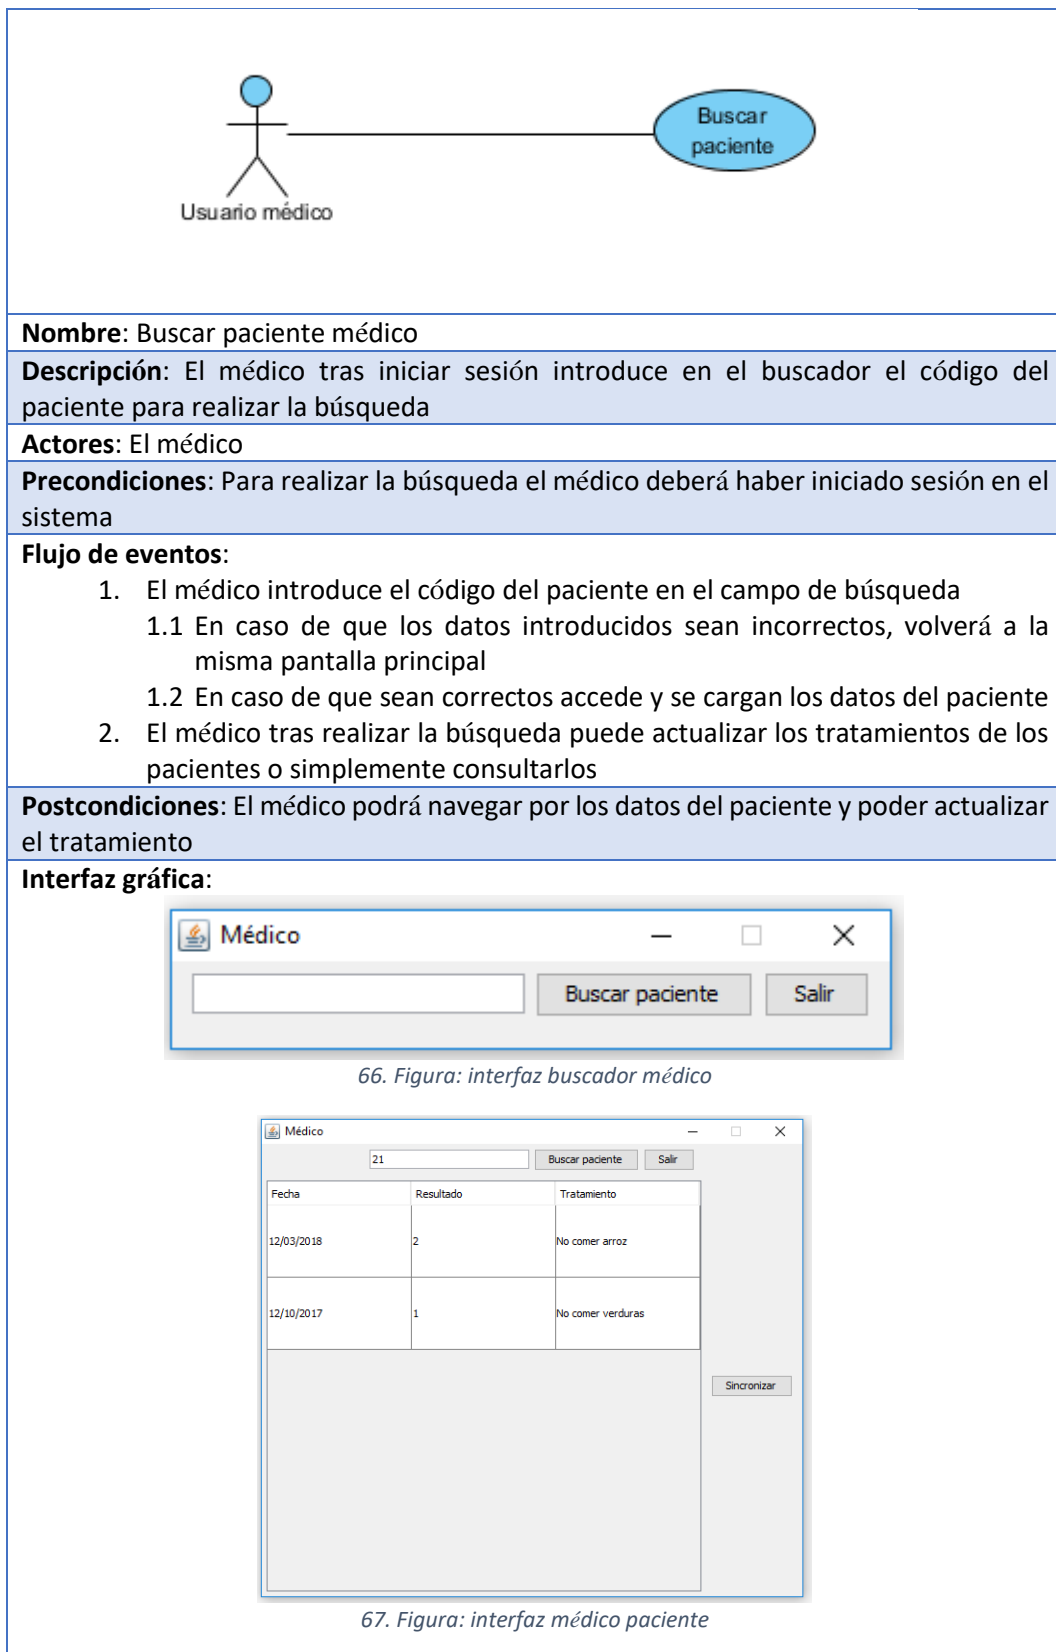 Buscar
paciente
Usuario médico
Nombre: Buscar paciente médico
Descripción: El médico tras iniciar sesión introduce en el buscador el código del
paciente para realizar la búsqueda
Actores: El médico
Precondiciones: Para realizar la búsqueda el médico deberá haber iniciado sesión en el
sistema
Flujo de eventos:
1. El médico introduce el código del paciente en el campo de búsqueda
1.1 En caso de que los datos introducidos sean incorrectos, volverá a la
misma pantalla principal
1.2 En caso de que sean correctos accede y se cargan los datos del paciente
2. El médico tras realizar la búsqueda puede actualizar los tratamientos de los
pacientes o simplemente consultarlos
Postcondiciones: El médico podrá navegar por los datos del paciente y poder actualizar
el tratamiento
Interfaz gráfica:
Médico
Buscar paciente Salir
66. Figura: interfaz buscador médico
Médico
21 Buscar paciente Salir
Fecha Resultado Tratamiento
12/03/2018 2 No comer arroz
12/10/2017 1 No comer verduras
Sincronizar
67. Figura: interfaz médico paciente